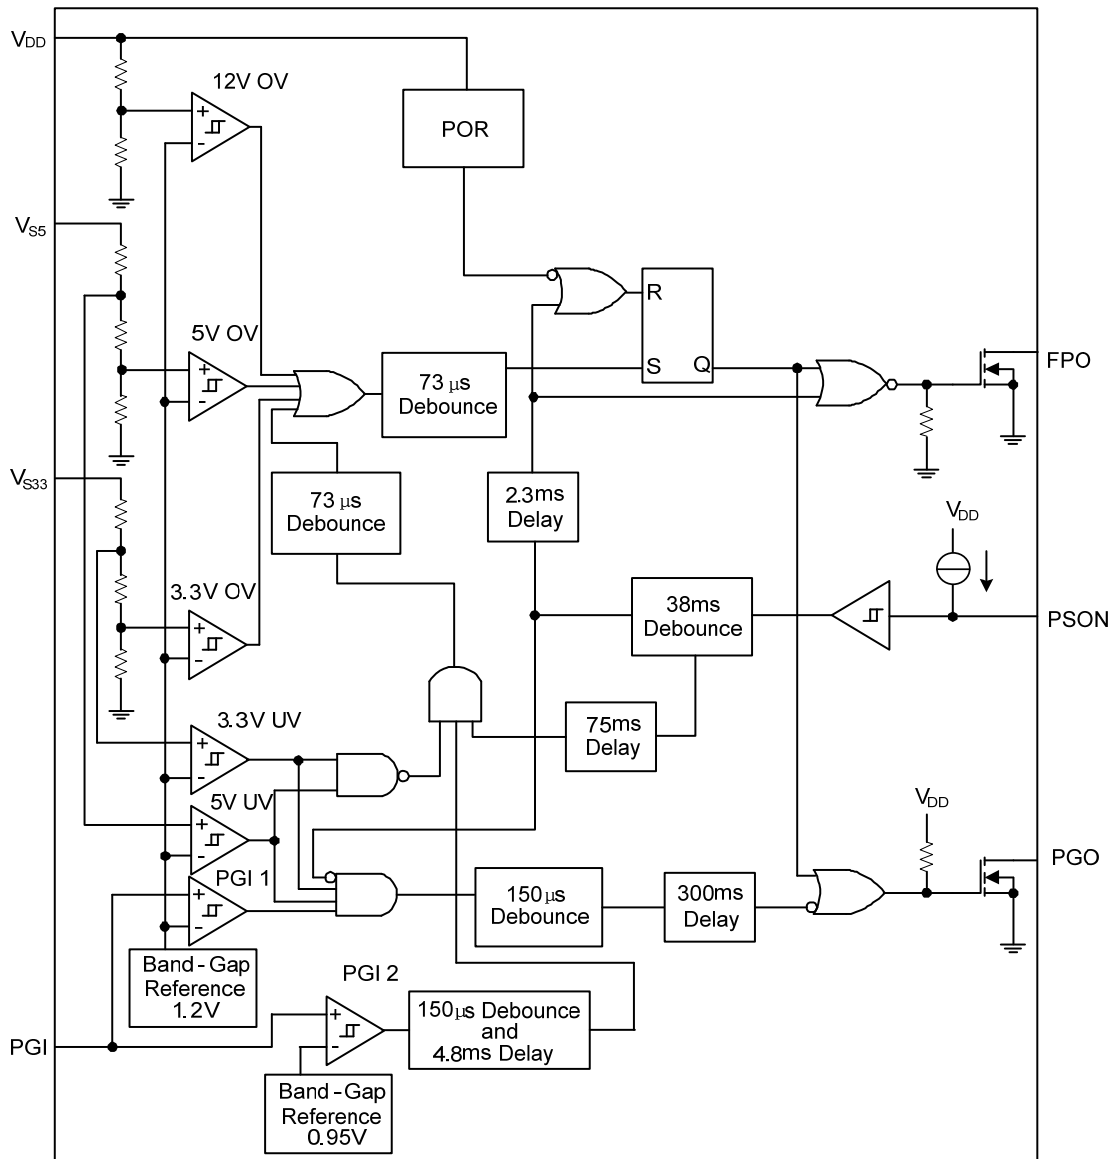 VDD
12V OV
POR
VS5
5V OV
R
S
Q
73 μs
Debounce
FPO
VS33
73 μs
Debounce
2.3ms
Delay
VDD
3.3V OV
38ms
Debounce
PSON
3.3V UV
75ms
Delay
5V UV
VDD
PGI 1
PGO
150μs
Debounce
300ms
Delay
Band-Gap
Reference
1.2V
PGI 2
150μs Debounce
and
4.8ms Delay
PGI
Band-Gap
Reference
0.95V